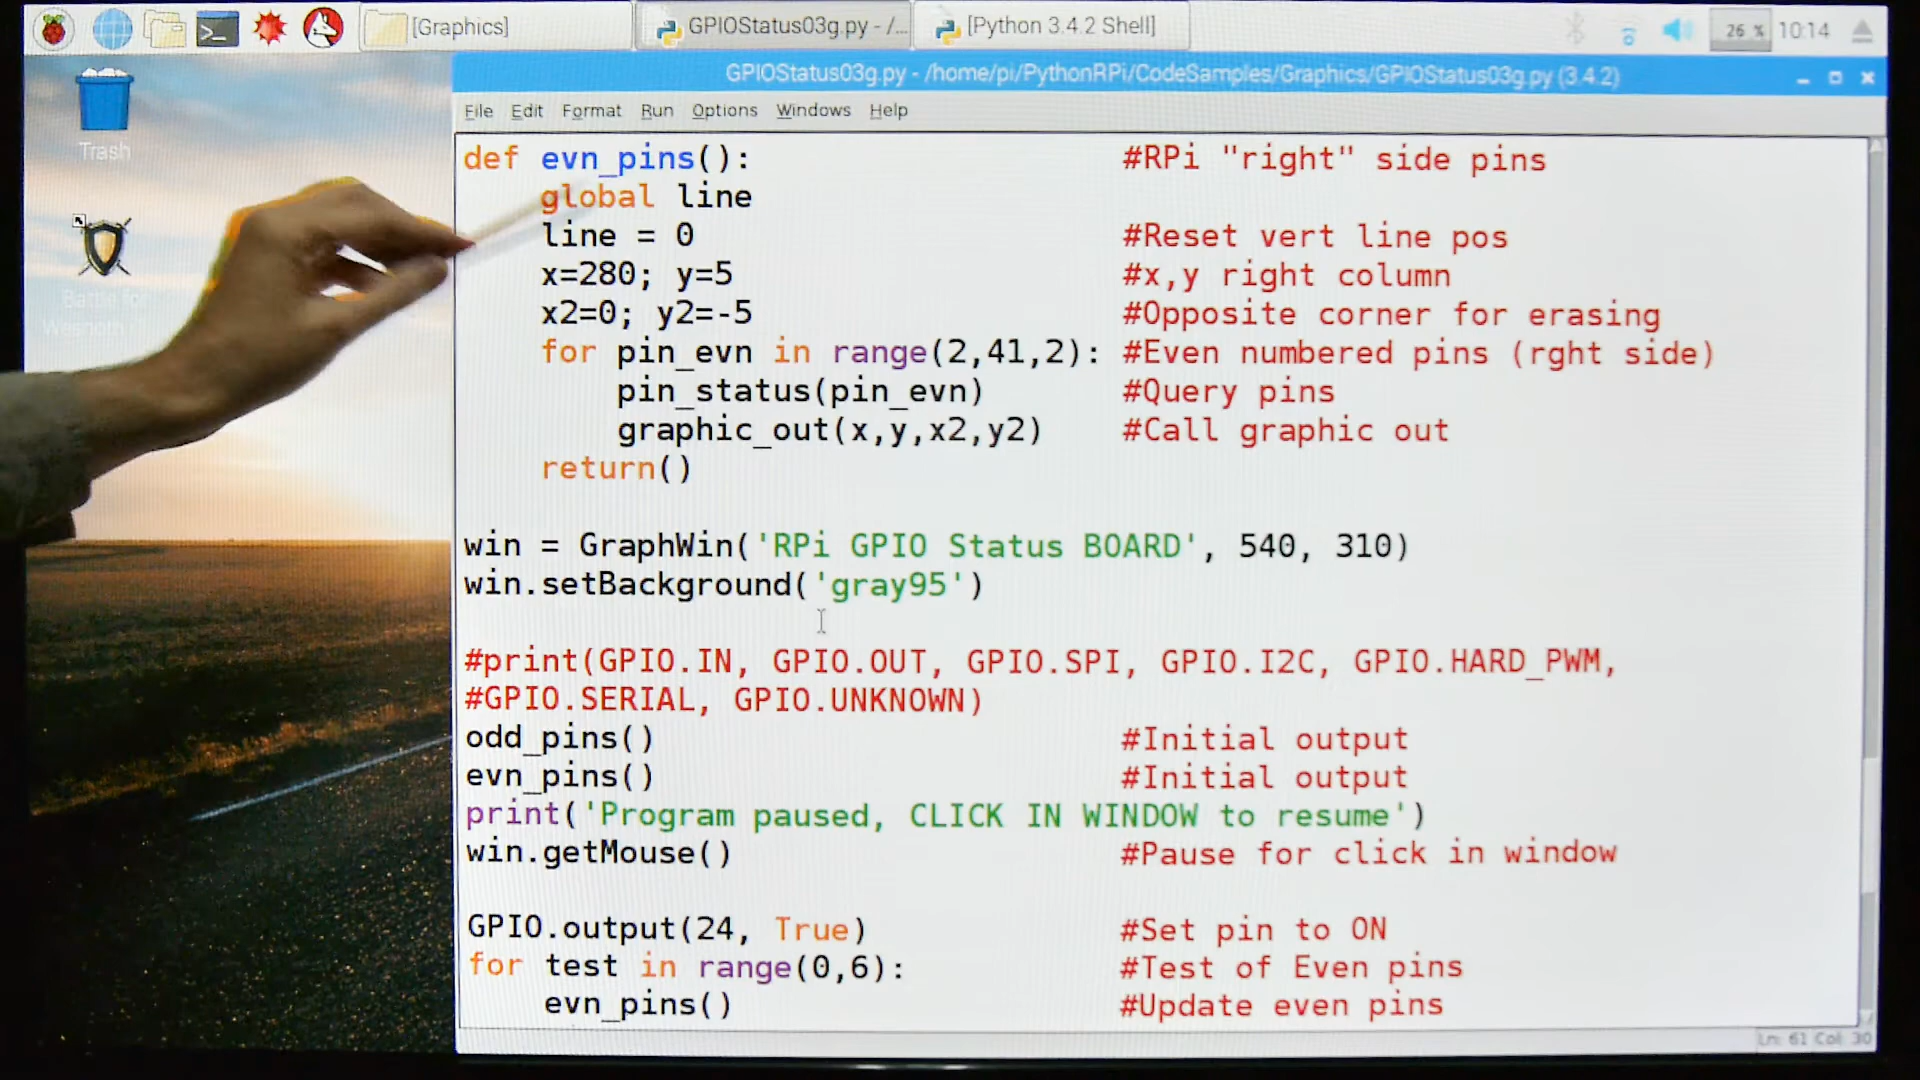 [Graphics]
GPIOStatus03g.py - /...
[Python 3.4.2 Shell]
26 %
10:14
GPIOStatus03g.py - /home/pi/PythonRPi/CodeSamples/Graphics/GPIOStatus03g.py (3.4.2)
File Edit Format Run Options Windows Help
Trash
Battle for
def evn_pins(): #RPi "right" side pins
global line
line = 0 #Reset vert line pos
x=280; y=5 #x,y right column
x2=0; y2=-5 #Opposite corner for erasing
for pin_evn in range(2,41,2): #Even numbered pins (rght side)
pin_status(pin_evn) #Query pins
graphic_out(x,y,x2,y2) #Call graphic out
return()
win = GraphWin('RPi GPIO Status BOARD', 540, 310)
win.setBackground('gray95')
#print(GPIO.IN, GPIO.OUT, GPIO.SPI, GPIO.I2C, GPIO.HARD_PWM,
#GPIO.SERIAL, GPIO.UNKNOWN)
odd_pins() #Initial output
evn_pins() #Initial output
print('Program paused, CLICK IN WINDOW to resume')
win.getMouse() #Pause for click in window
GPIO.output(24, True) #Set pin to ON
for test in range(0,6): #Test of Even pins
evn_pins() #Update even pins
Ln: 61 Col: 30